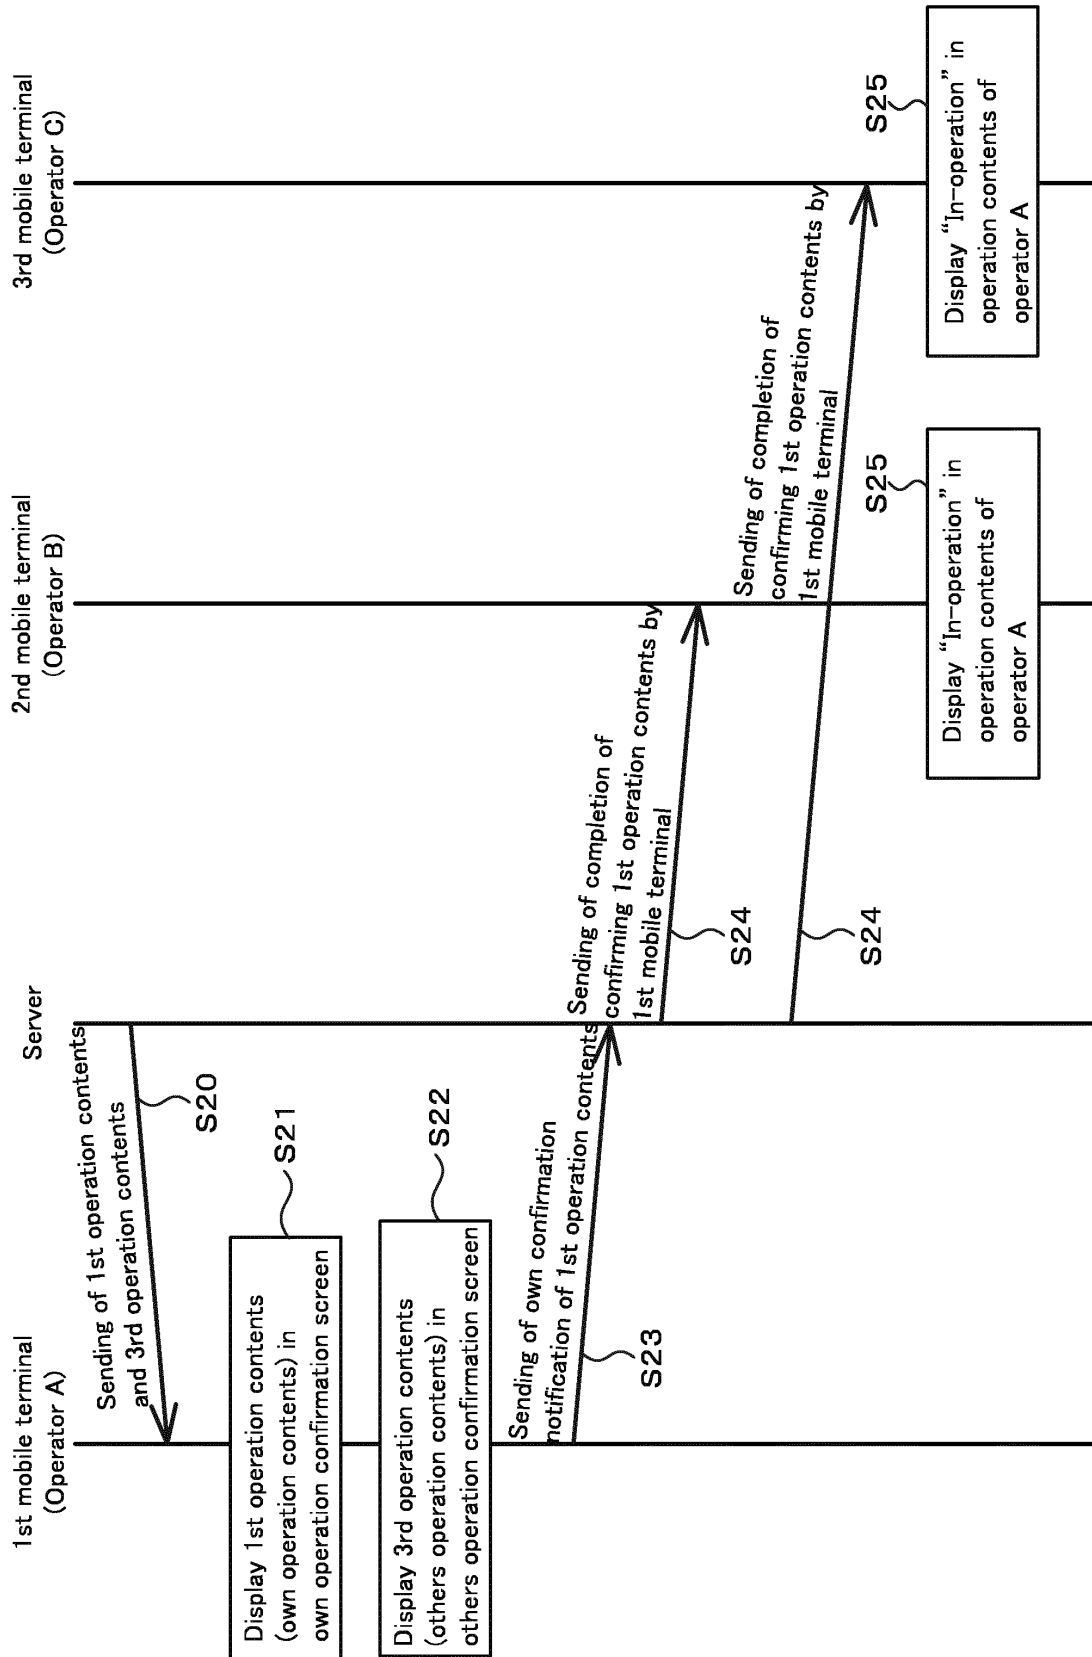 1st mobile terminal
(Operator A)
Server
2nd mobile terminal
(Operator B)
3rd mobile terminal
(Operator C)
Sending of 1st operation contents
and 3rd operation contents
S20
Display 1st operation contents
(own operation contents) in
own operation confirmation screen
S21
Display 3rd operation contents
(others operation contents) in
others operation confirmation screen
S22
Sending of own confirmation
notification of 1st operation contents
S23
Sending of completion of
confirming 1st operation contents by
1st mobile terminal
S24
Sending of completion of
confirming 1st operation contents by
1st mobile terminal
S24
Display “In-operation” in
operation contents of
operator A
S25
Display “In-operation” in
operation contents of
operator A
S25